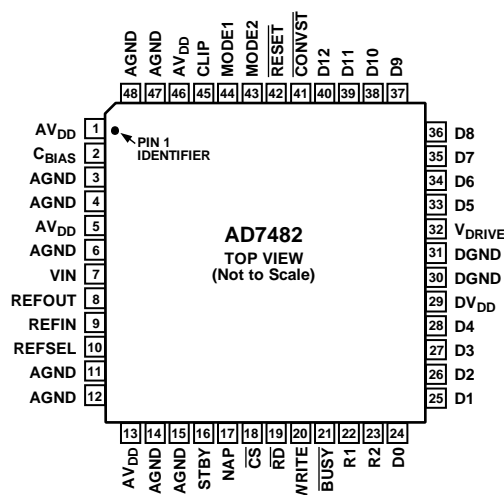 AGND
AGND
AVDD
CLIP
MODE1
MODE2
RESET
CONVST
D12
D11
D10
D9
48 47 46 45 44 43 42 41 40 39 38 37
AVDD 1
CBIAS 2
AGND 3
AGND 4
AVDD 5
AGND 6
VIN 7
REFOUT 8
REFIN 9
REFSEL 10
AGND 11
AGND 12
PIN 1
IDENTIFIER
AD7482
TOP VIEW
(Not to Scale)
36 D8
35 D7
34 D6
33 D5
32 VDRIVE
31 DGND
30 DGND
29 DVDD
28 D4
27 D3
26 D2
25 D1
13 14 15 16 17 18 19 20 21 22 23 24
AVDD
AGND
AGND
STBY
NAP
CS
RD
WRITE
BUSY
R1
R2
D0